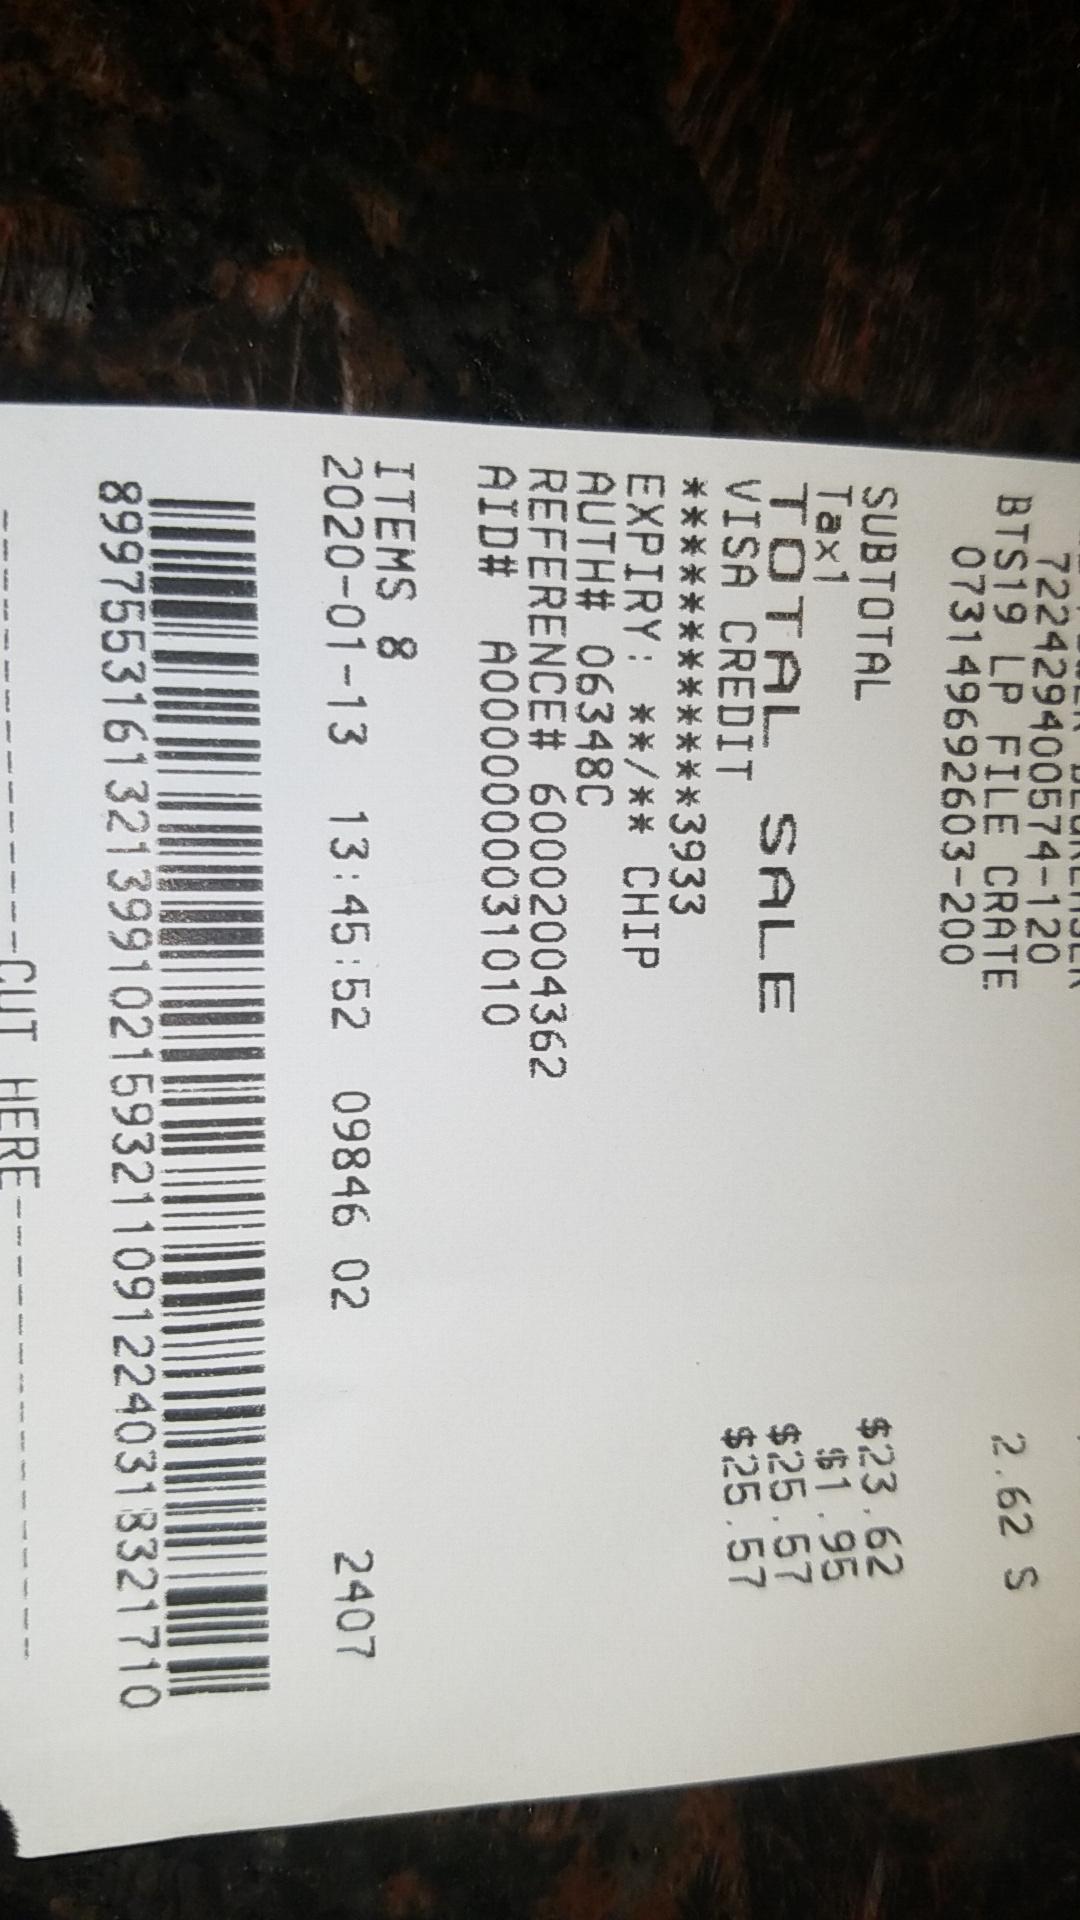 722429400574-120
BTS19 LP FILE CRATE 2.62 S
073149692603-200
SUBTOTAL $23.62
Tax1 $1.95
TOTAL SALE $25.57
VISA CREDIT $25.57
************3933
EXPIRY: **/** CHIP
AUTH# 06348C
REFERENCE# 60002004362
AID# A0000000031010
ITEMS 8
2020-01-13 13:45:52 09846 02 2407
899755316132139910215932110912240318321710
------------CUT HERE------------